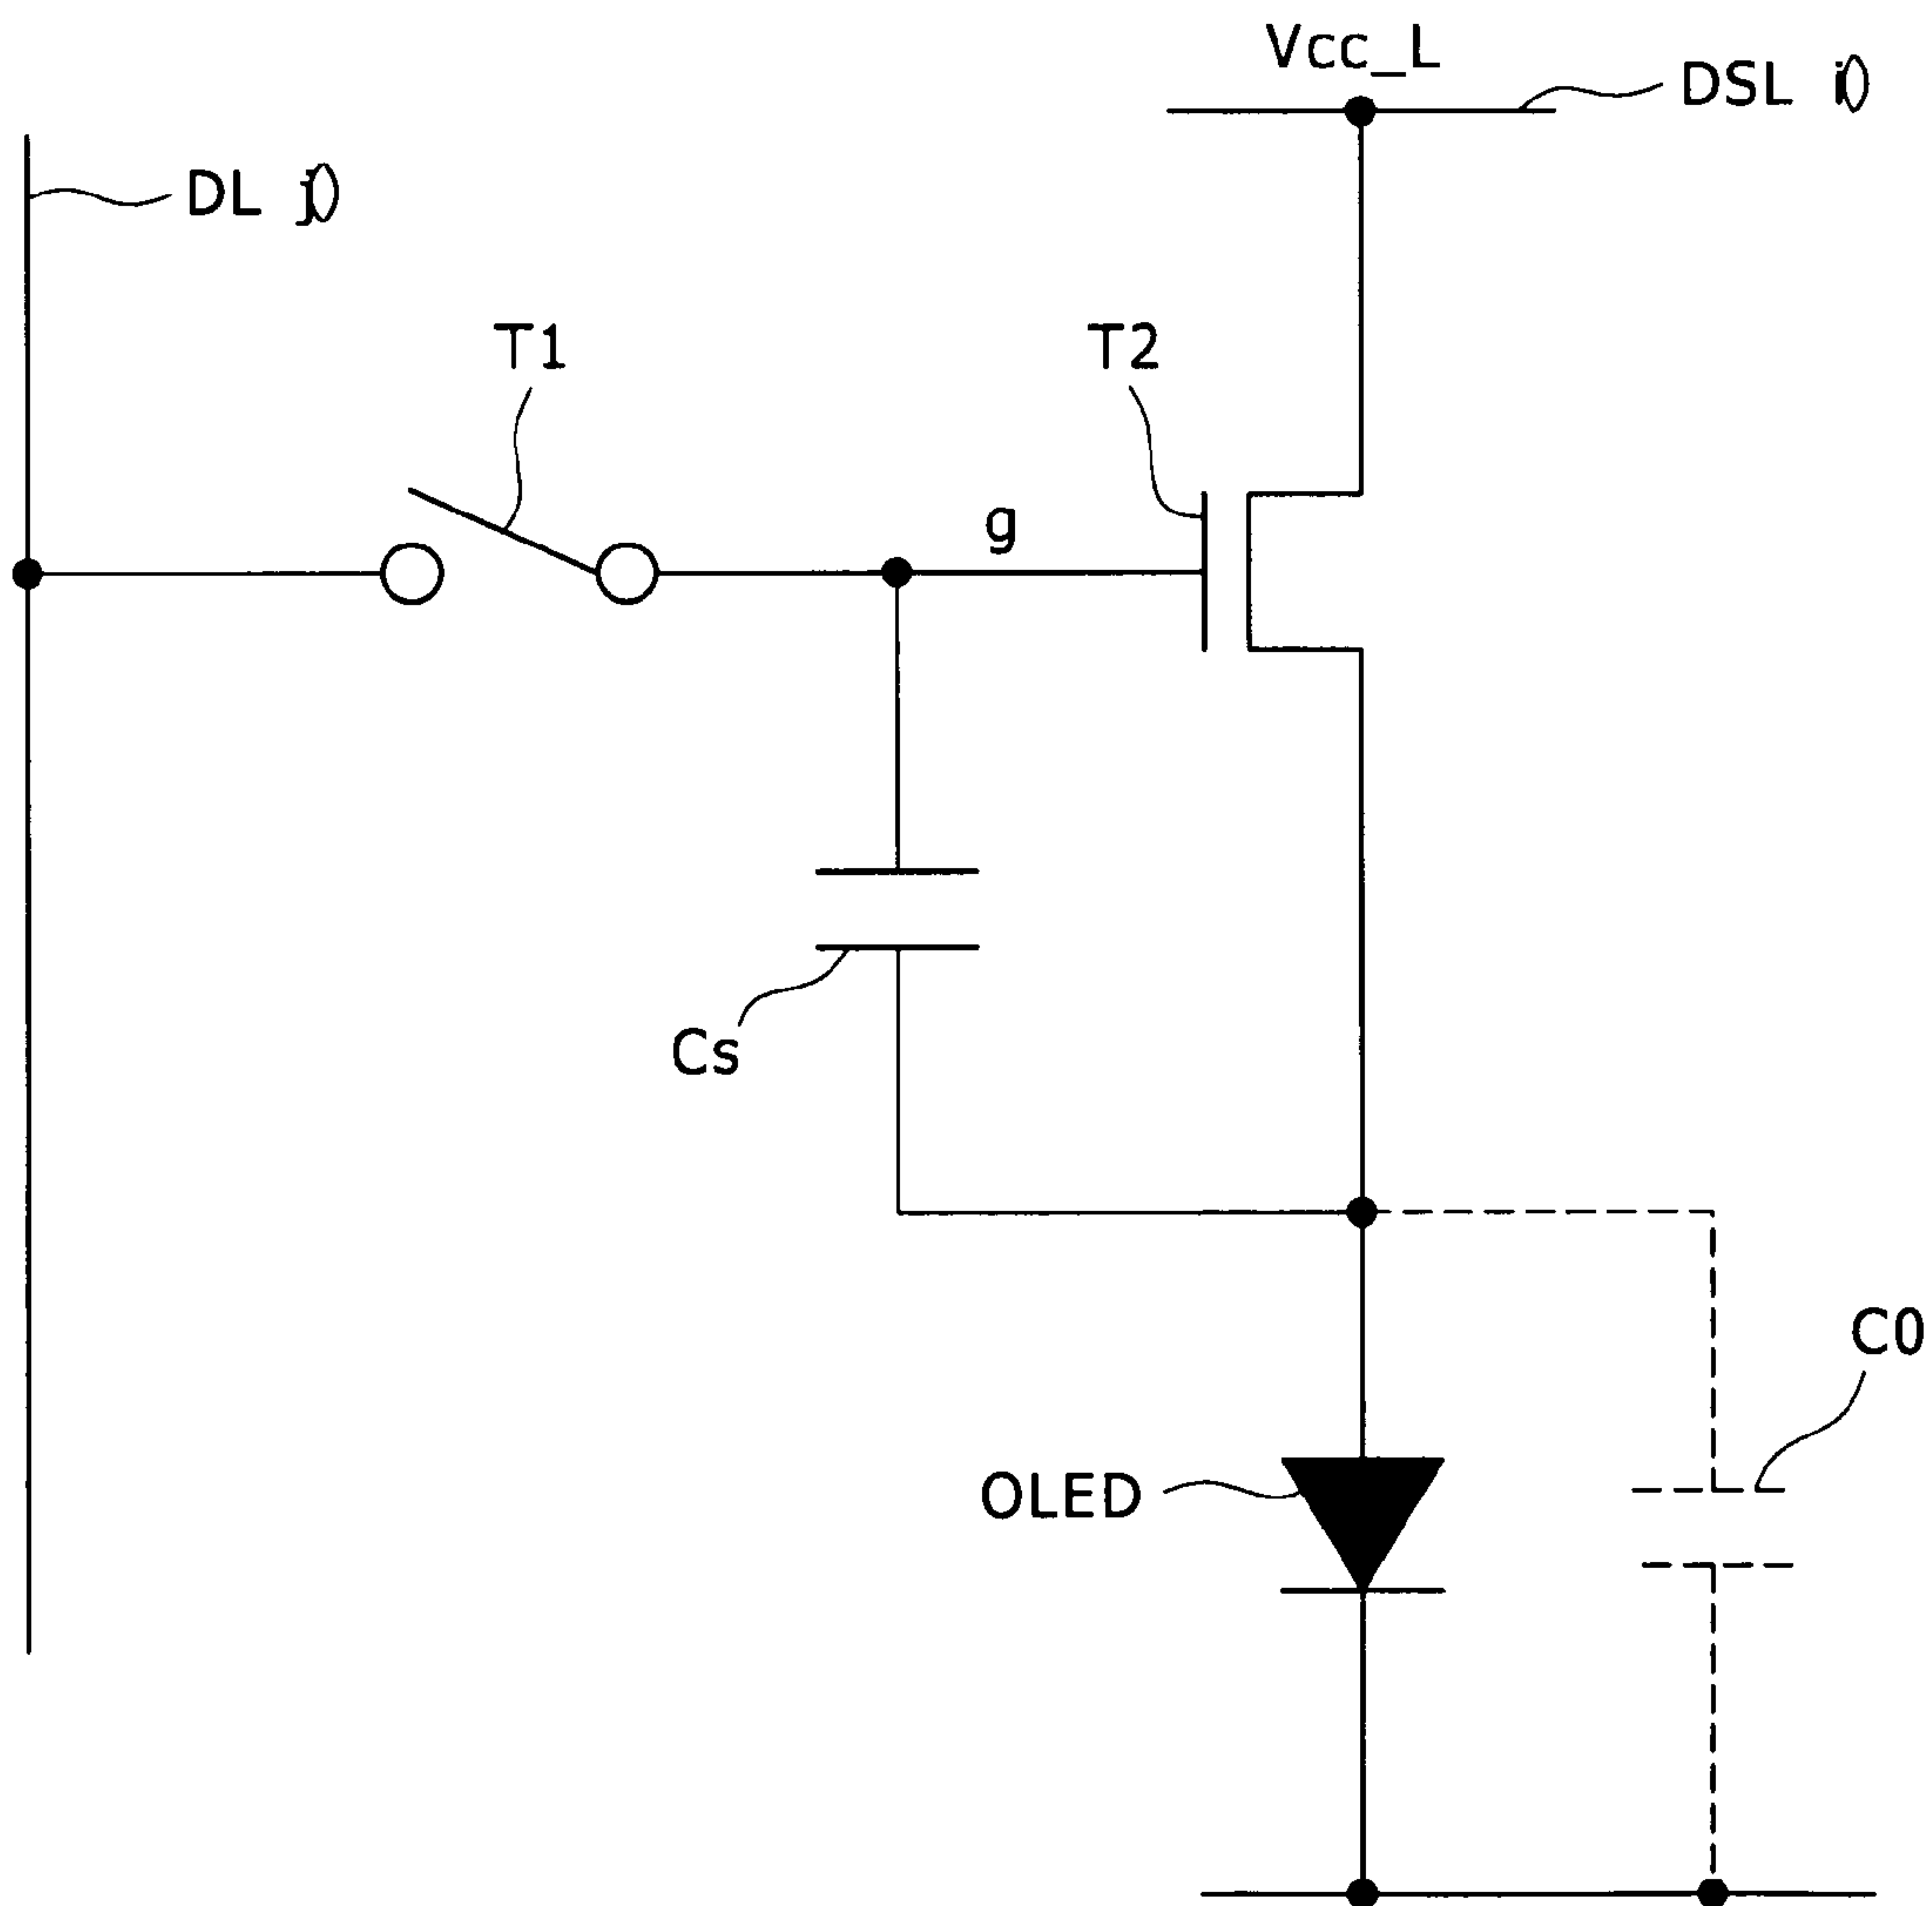 Vcc_L
DSL i()
DL j()
T1
T2
g
Cs
C0
OLED